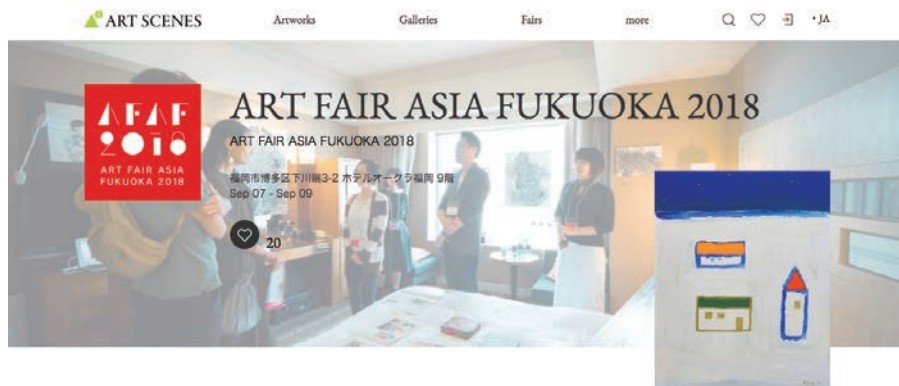 ART SCENES
Artworks
Galleries
Fairs
more
• JA
AFAF
2018
ART FAIR ASIA
FUKUOKA 2018
ART FAIR ASIA FUKUOKA 2018
ART FAIR ASIA FUKUOKA 2018
福岡市博多区下川端3-2 ホテルオークラ福岡 9階
Sep 07 - Sep 09
20